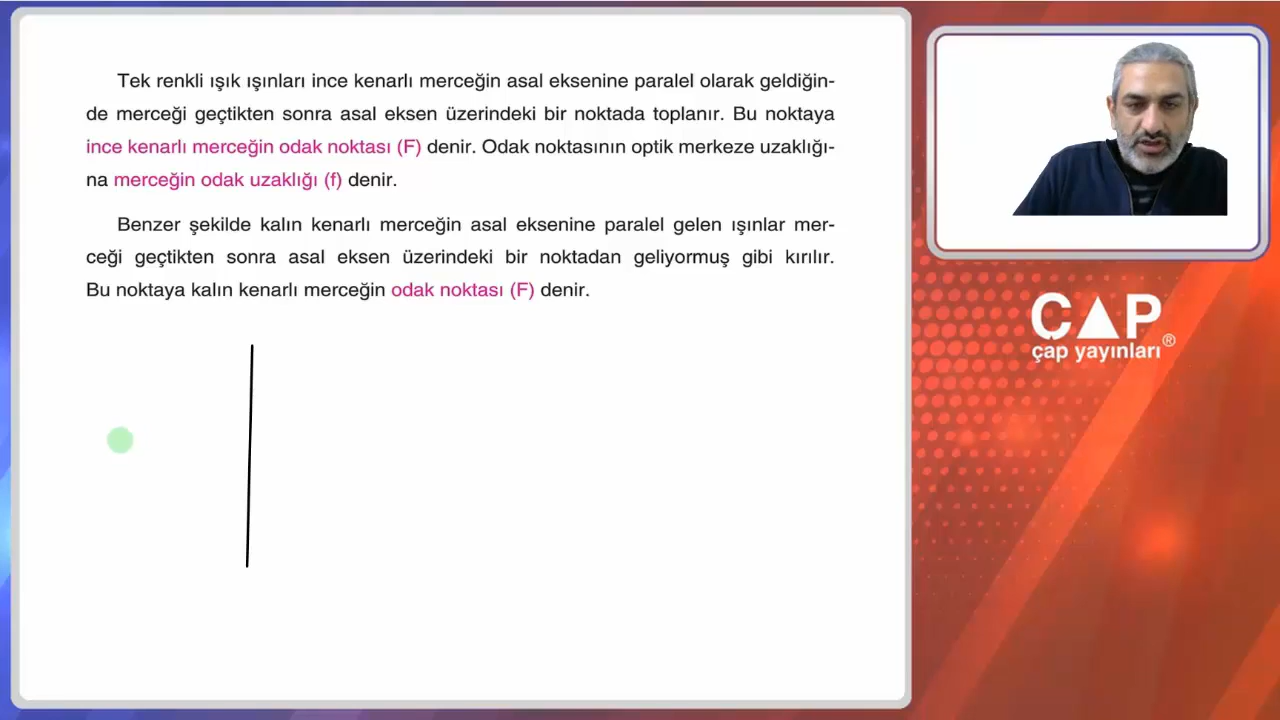 Tek renkli ışık ışınları ince kenarlı merceğin asal eksenine paralel olarak geldiğin-
de merceği geçtikten sonra asal eksen üzerindeki bir noktada toplanır. Bu noktaya
ince kenarlı merceğin odak noktası (F) denir. Odak noktasının optik merkeze uzaklığı-
na merceğin odak uzaklığı (f) denir.
Benzer şekilde kalın kenarlı merceğin asal eksenine paralel gelen ışınlar mer-
ceği geçtikten sonra asal eksen üzerindeki bir noktadan geliyormuş gibi kırılır.
Bu noktaya kalın kenarlı merceğin odak noktası (F) denir.
ÇAP
çap yayınları®